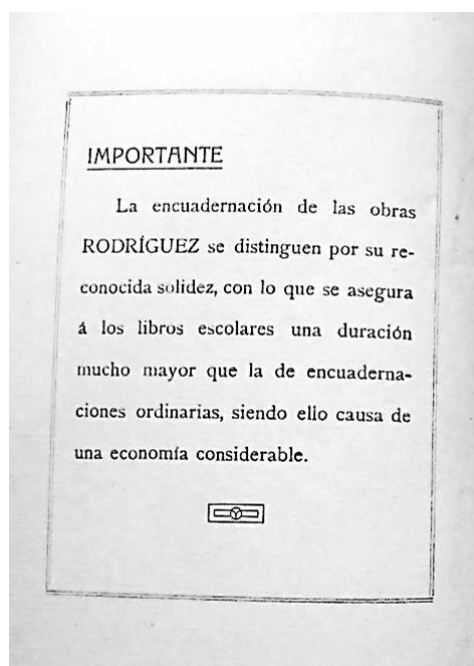 IMPORTANTE
La encuadernación de las obras
RODRÍGUEZ se distinguen por su re-
conocida solidez, con lo que se asegura
á los libros escolares una duración
mucho mayor que la de encuaderna-
ciones ordinarias, siendo ello causa de
una economía considerable.